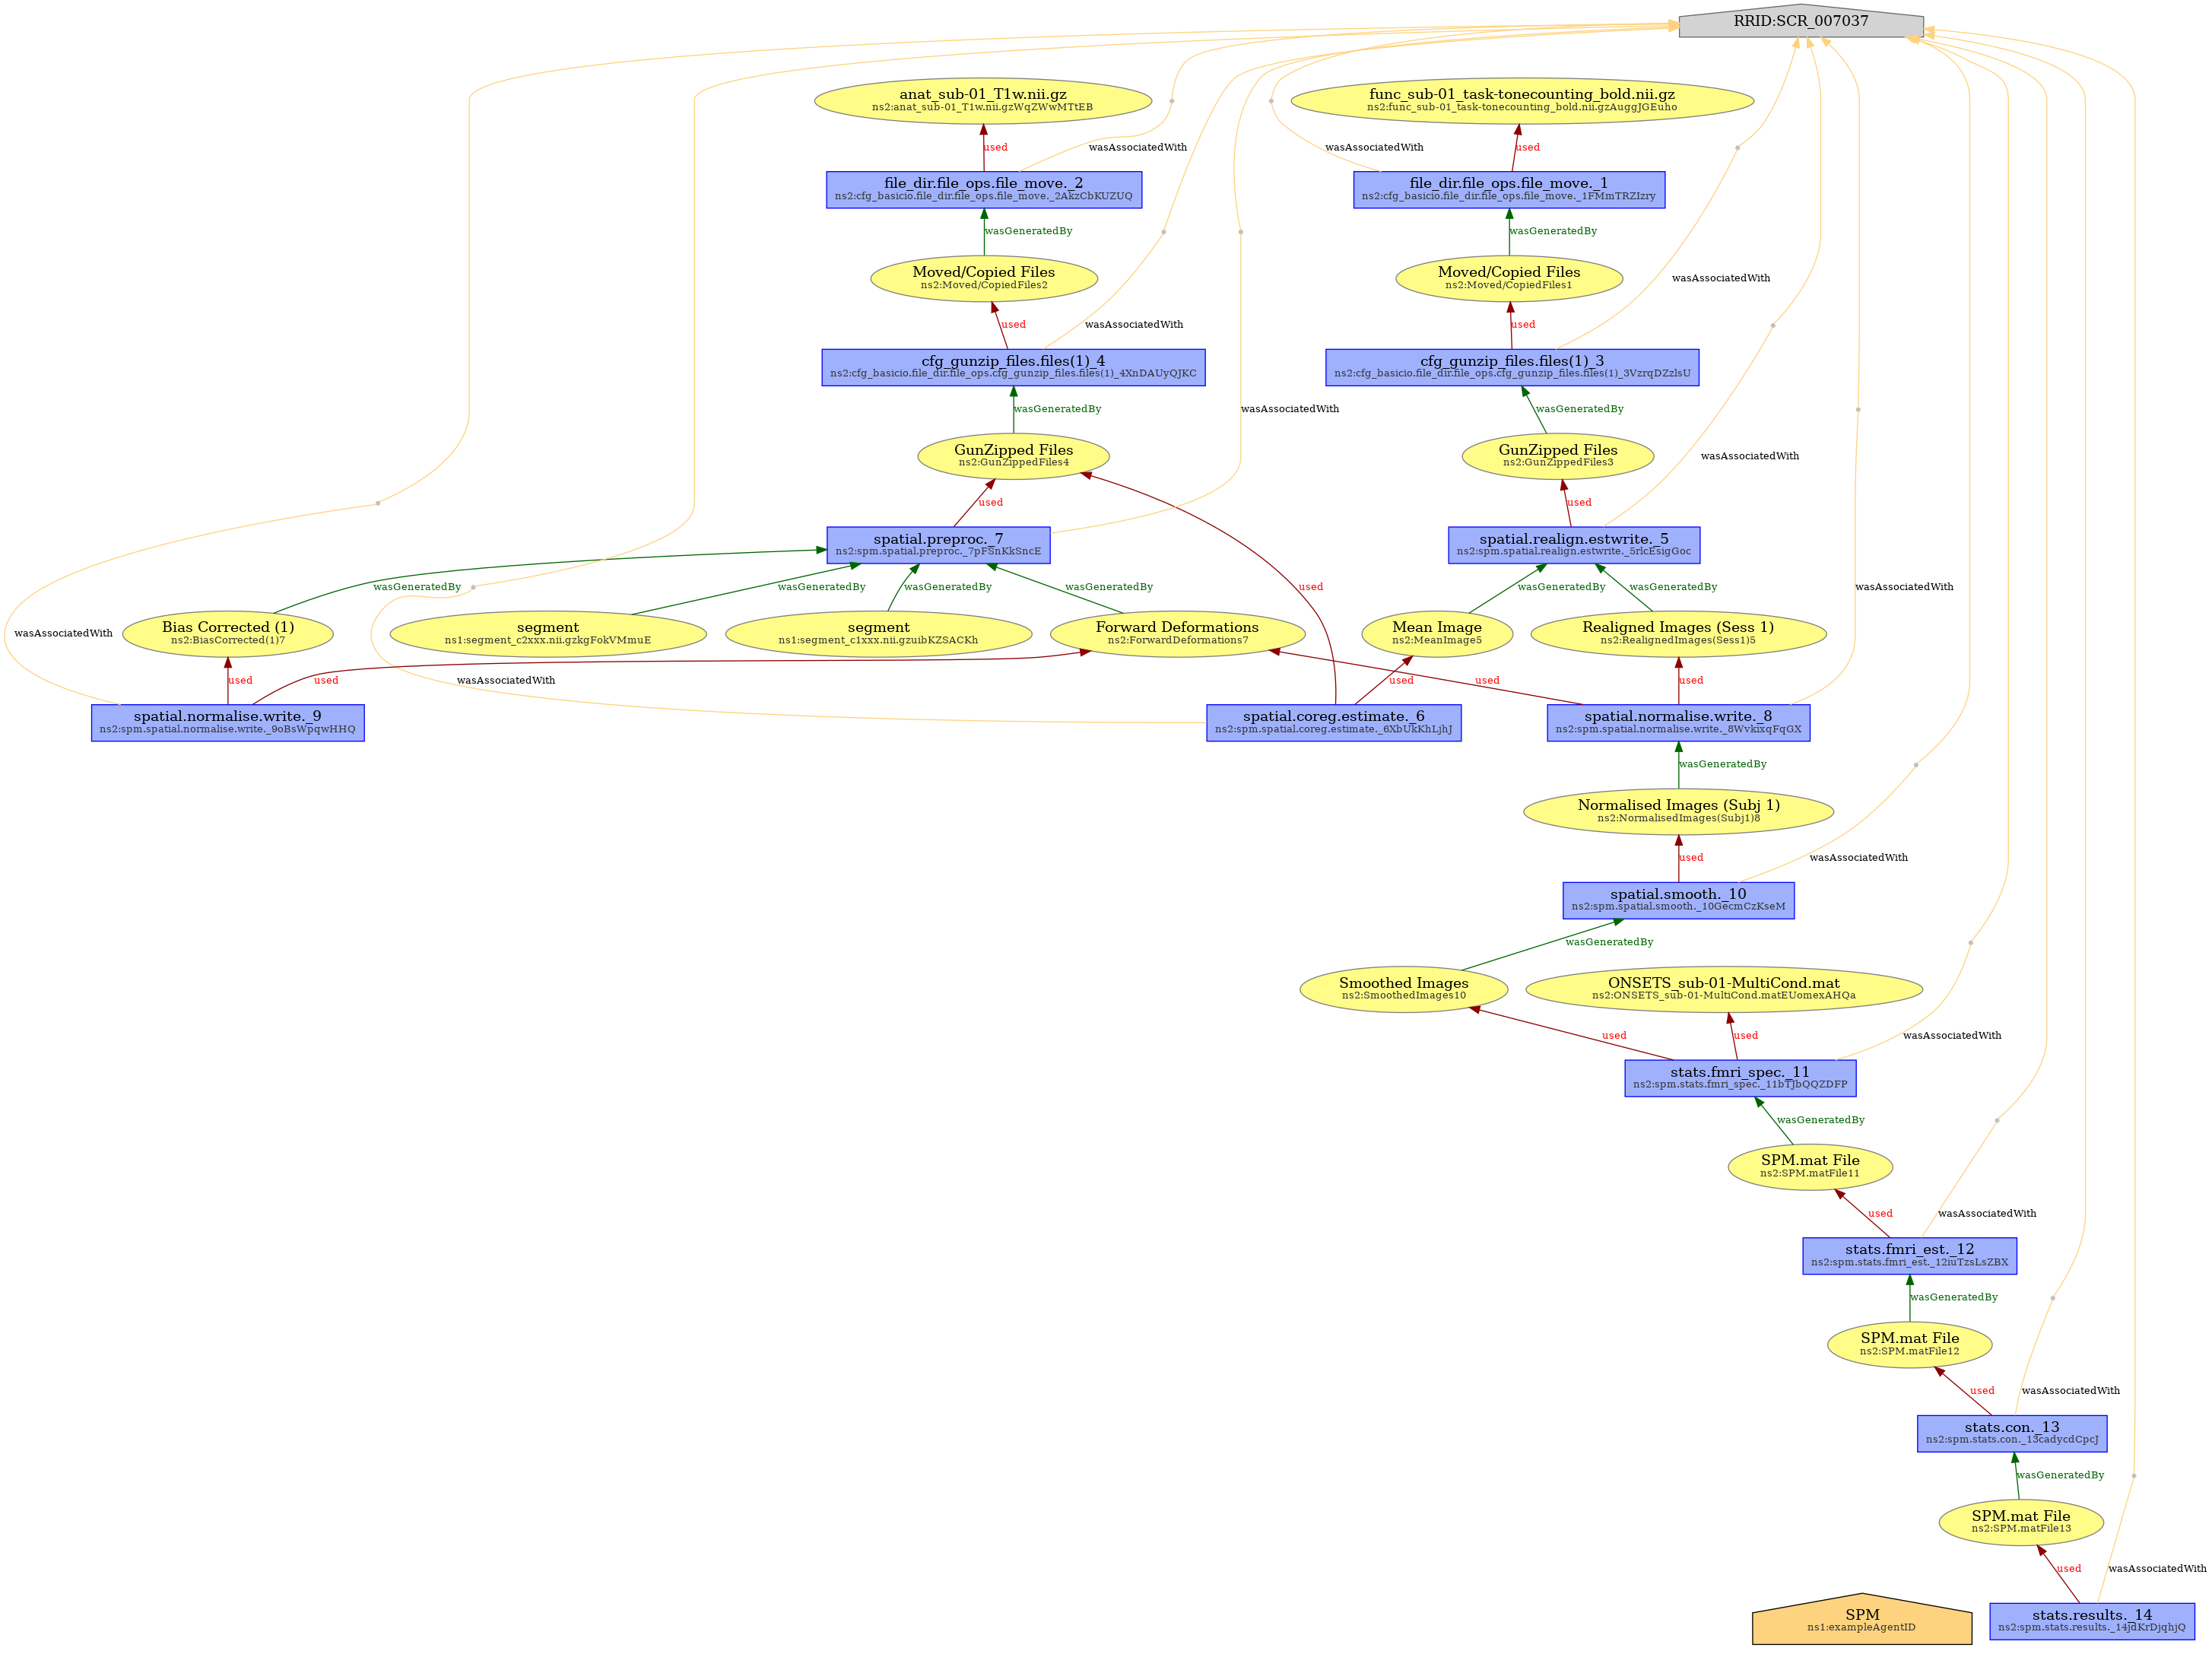 RRID:SCR_007037
anat_sub-01_T1w.nii.gz
ns2:anat_sub-01_T1w.nii.gzWqZWwMTtEB
func_sub-01_task-tonecounting_bold.nii.gz
ns2:func_sub-01_task-tonecounting_bold.nii.gzAuggJGEuho
used
wasAssociatedWith
wasAssociatedWith
used
file_dir.file_ops.file_move._2
ns2:cfg_basicio.file_dir.file_ops.file_move._2AkzCbKUZUQ
file_dir.file_ops.file_move._1
ns2:cfg_basicio.file_dir.file_ops.file_move._1FMmTRZIzry
wasGeneratedBy
wasGeneratedBy
Moved/Copied Files
ns2:Moved/CopiedFiles2
Moved/Copied Files
ns2:Moved/CopiedFiles1
wasAssociatedWith
used
wasAssociatedWith
used
cfg_gunzip_files.files(1)_4
ns2:cfg_basicio.file_dir.file_ops.cfg_gunzip_files.files(1)_4XnDAUyQJKC
cfg_gunzip_files.files(1)_3
ns2:cfg_basicio.file_dir.file_ops.cfg_gunzip_files.files(1)_3VzrqDZzlsU
wasGeneratedBy
wasAssociatedWith
wasGeneratedBy
GunZipped Files
ns2:GunZippedFiles4
GunZipped Files
ns2:GunZippedFiles3
wasAssociatedWith
used
used
spatial.preproc._7
ns2:spm.spatial.preproc._7pFSnKkSncE
spatial.realign.estwrite._5
ns2:spm.spatial.realign.estwrite._5rlcEsigGoc
wasGeneratedBy
wasGeneratedBy
wasGeneratedBy
wasGeneratedBy
used
wasGeneratedBy
wasGeneratedBy
wasAssociatedWith
wasAssociatedWith
Bias Corrected (1)
ns2:BiasCorrected(1)7
segment
ns1:segment_c2xxx.nii.gzkgFokVMmuE
segment
ns1:segment_c1xxx.nii.gzuibKZSACKh
Forward Deformations
ns2:ForwardDeformations7
Mean Image
ns2:MeanImage5
Realigned Images (Sess 1)
ns2:RealignedImages(Sess1)5
used
used
wasAssociatedWith
used
used
used
spatial.normalise.write._9
ns2:spm.spatial.normalise.write._9oBsWpqwHHQ
spatial.coreg.estimate._6
ns2:spm.spatial.coreg.estimate._6XbUkKhLjhJ
spatial.normalise.write._8
ns2:spm.spatial.normalise.write._8WvkixqFqGX
wasGeneratedBy
Normalised Images (Subj 1)
ns2:NormalisedImages(Subj1)8
used
wasAssociatedWith
spatial.smooth._10
ns2:spm.spatial.smooth._10GecmCzKseM
wasGeneratedBy
Smoothed Images
ns2:SmoothedImages10
ONSETS_sub-01-MultiCond.mat
ns2:ONSETS_sub-01-MultiCond.matEUomexAHQa
used
used
wasAssociatedWith
stats.fmri_spec._11
ns2:spm.stats.fmri_spec._11bTJbQQZDFP
wasGeneratedBy
SPM.mat File
ns2:SPM.matFile11
used
wasAssociatedWith
stats.fmri_est._12
ns2:spm.stats.fmri_est._12iuTzsLsZBX
wasGeneratedBy
SPM.mat File
ns2:SPM.matFile12
used
wasAssociatedWith
stats.con._13
ns2:spm.stats.con._13cadycdCpcJ
wasGeneratedBy
SPM.mat File
ns2:SPM.matFile13
used
wasAssociatedWith
SPM
ns1:exampleAgentID
stats.results._14
ns2:spm.stats.results._14jdKrDjqhjQ